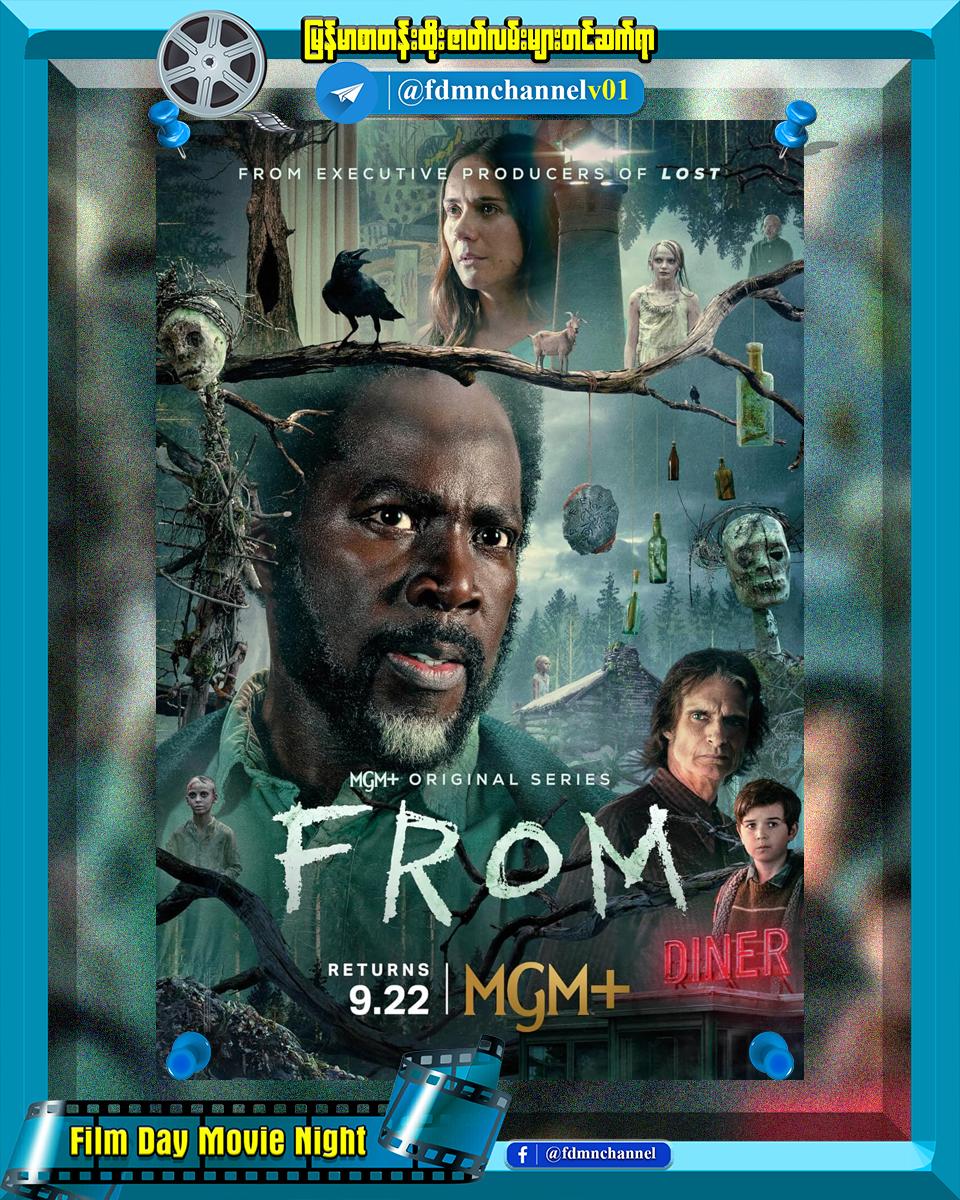 မြန်မာစာတန်းထိုးဇာတ်လမ်းများတင်ဆက်ရာ
@fdmnchannelv01
FROM EXECUTIVE PRODUCERS OF LOST
MGM+ ORIGINAL SERIES
FROM
DINER
RETURNS
9.22
MGM+
Film Day Movie Night
@fdmnchannel